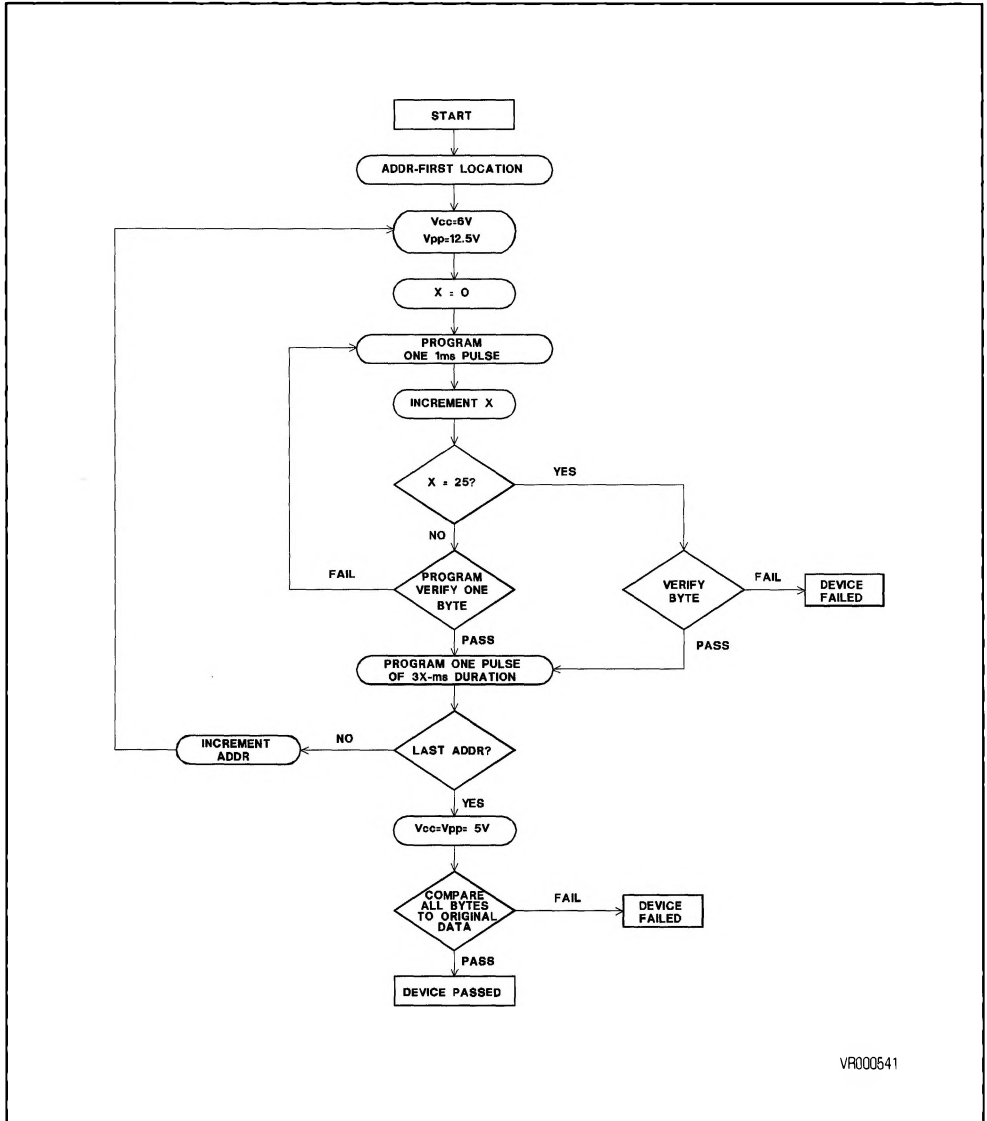 START
ADDR-FIRST LOCATION
Vcc=6V
Vpp=12.5V
X = 0
PROGRAM
ONE 1ms PULSE
INCREMENT X
X = 25?
YES
NO
FAIL
PROGRAM
VERIFY ONE
BYTE
VERIFY
BYTE
FAIL
DEVICE
FAILED
PASS
PASS
PROGRAM ONE PULSE
OF 3X-ms DURATION
INCREMENT
ADDR
NO
LAST ADDR?
YES
Vcc=Vpp= 5V
COMPARE
ALL BYTES
TO ORIGINAL
DATA
FAIL
DEVICE
FAILED
PASS
DEVICE PASSED
VR000541